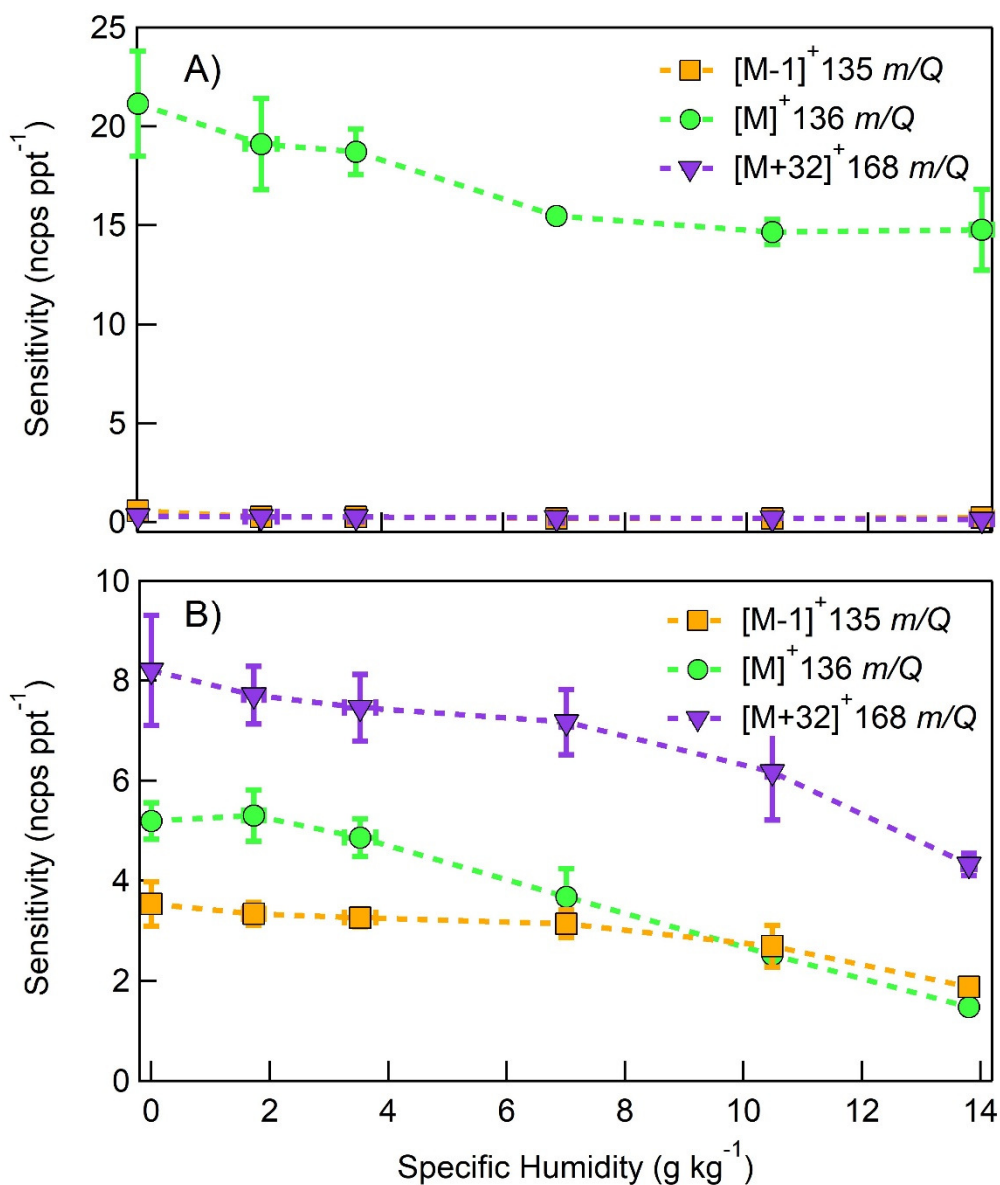 25
20
15
10
5
0
Sensitivity (ncps ppt⁻¹)
A)
[M-1]⁺ 135 m/Q
[M]⁺ 136 m/Q
[M+32]⁺ 168 m/Q
10
8
6
4
2
0
Sensitivity (ncps ppt⁻¹)
B)
[M-1]⁺ 135 m/Q
[M]⁺ 136 m/Q
[M+32]⁺ 168 m/Q
0 2 4 6 8 10 12 14
Specific Humidity (g kg⁻¹)